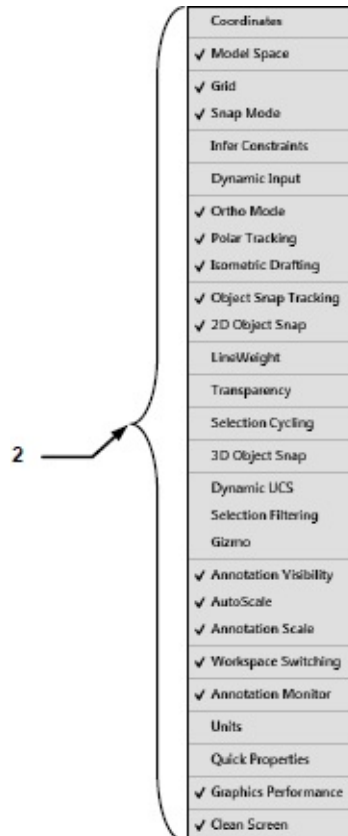 Coordinates
✓ Model Space
✓ Grid
✓ Snap Mode
Infer Constraints
Dynamic Input
✓ Ortho Mode
✓ Polar Tracking
✓ Isometric Drafting
✓ Object Snap Tracking
✓ 2D Object Snap
LineWeight
Transparency
Selection Cycling
2
3D Object Snap
Dynamic UCS
Selection Filtering
Gizmo
✓ Annotation Visibility
✓ AutoScale
✓ Annotation Scale
✓ Workspace Switching
✓ Annotation Monitor
Units
Quick Properties
✓ Graphics Performance
✓ Clean Screen